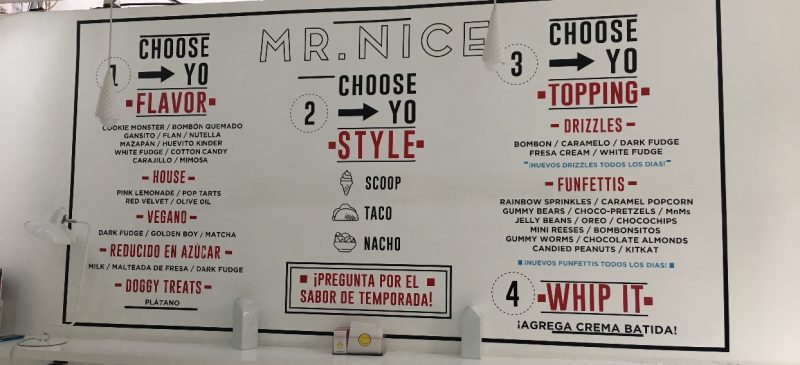 MR. NICE
1
CHOOSE
YO
FLAVOR
COOKIE MONSTER / BOMBÓN QUEMADO
GANSITO / FLAN / NUTELLA
MAZAPÁN / HUEVITO KINDER
WHITE FUDGE / COTTON CANDY
CARAJILLO / MIMOSA
HOUSE
PINK LEMONADE / POP TARTS
RED VELVET / OLIVE OIL
VEGANO
DARK FUDGE / GOLDEN BOY / MATCHA
REDUCIDO EN AZÚCAR
MILK / MALTEADA DE FRESA / DARK FUDGE
DOGGY TREATS
PLÁTANO
2
CHOOSE
YO
STYLE
SCOOP
TACO
NACHO
¡PREGUNTA POR EL
SABOR DE TEMPORADA!
3
CHOOSE
YO
TOPPING
DRIZZLES
BOMBON / CARAMELO / DARK FUDGE
FRESA CREAM / WHITE FUDGE
¡NUEVOS DRIZZLES TODOS LOS DIAS!
FUNFETTIS
RAINBOW SPRINKLES / CARAMEL POPCORN
GUMMY BEARS / CHOCO-PRETZELS / MnMs
JELLY BEANS / OREO / CHOCOCHIPS
MINI REESES / BOMBONSITOS
GUMMY WORMS / CHOCOLATE ALMONDS
CANDIED PEANUTS / KITKAT
¡NUEVOS FUNFETTIS TODOS LOS DIAS!
4
WHIP IT
¡AGREGA CREMA BATIDA!